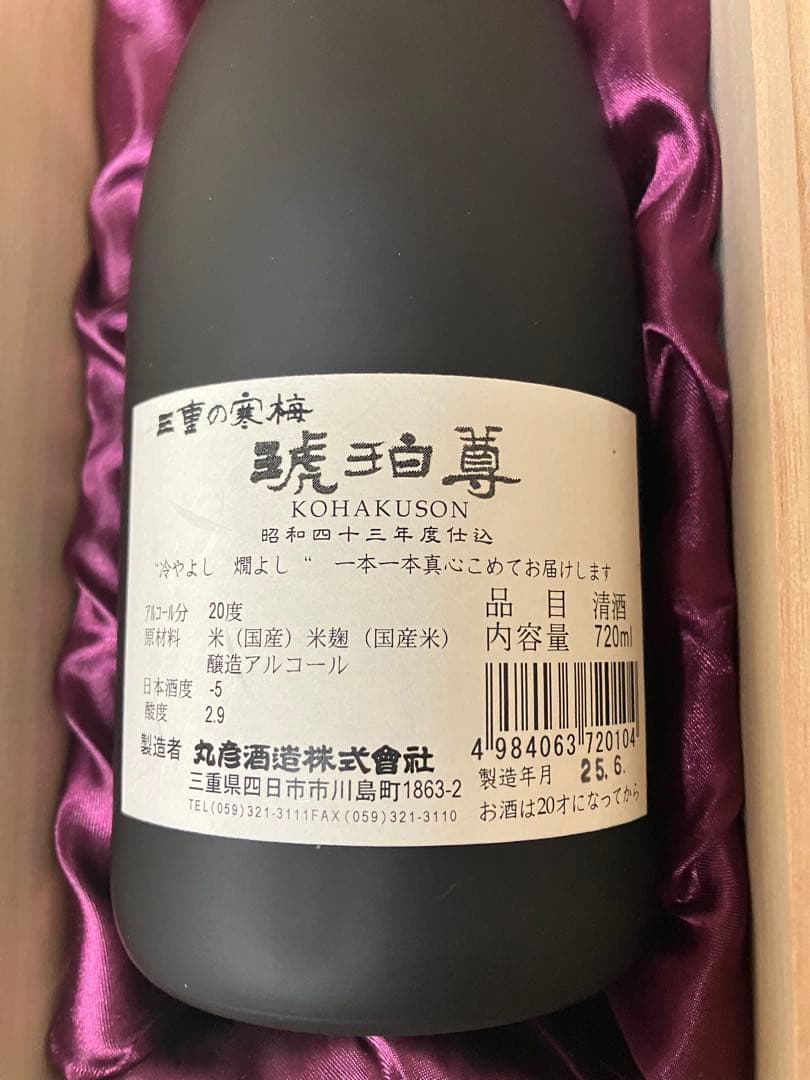 三重の寒梅
琥珀尊
KOHAKUSON
昭和四十三年度仕込
"冷やよし 燗よし " 一本一本真心こめてお届けします
アルコール分 20度
原材料 米（国産）米麹（国産米）
醸造アルコール
日本酒度 -5
酸度 2.9
製造者 丸彦酒造株式會社
三重県四日市市川島町1863-2
TEL(059)321-3111FAX(059)321-3110
品目 清酒
内容量 720ml
4 984063 720104
製造年月 25.6.
お酒は20才になってから